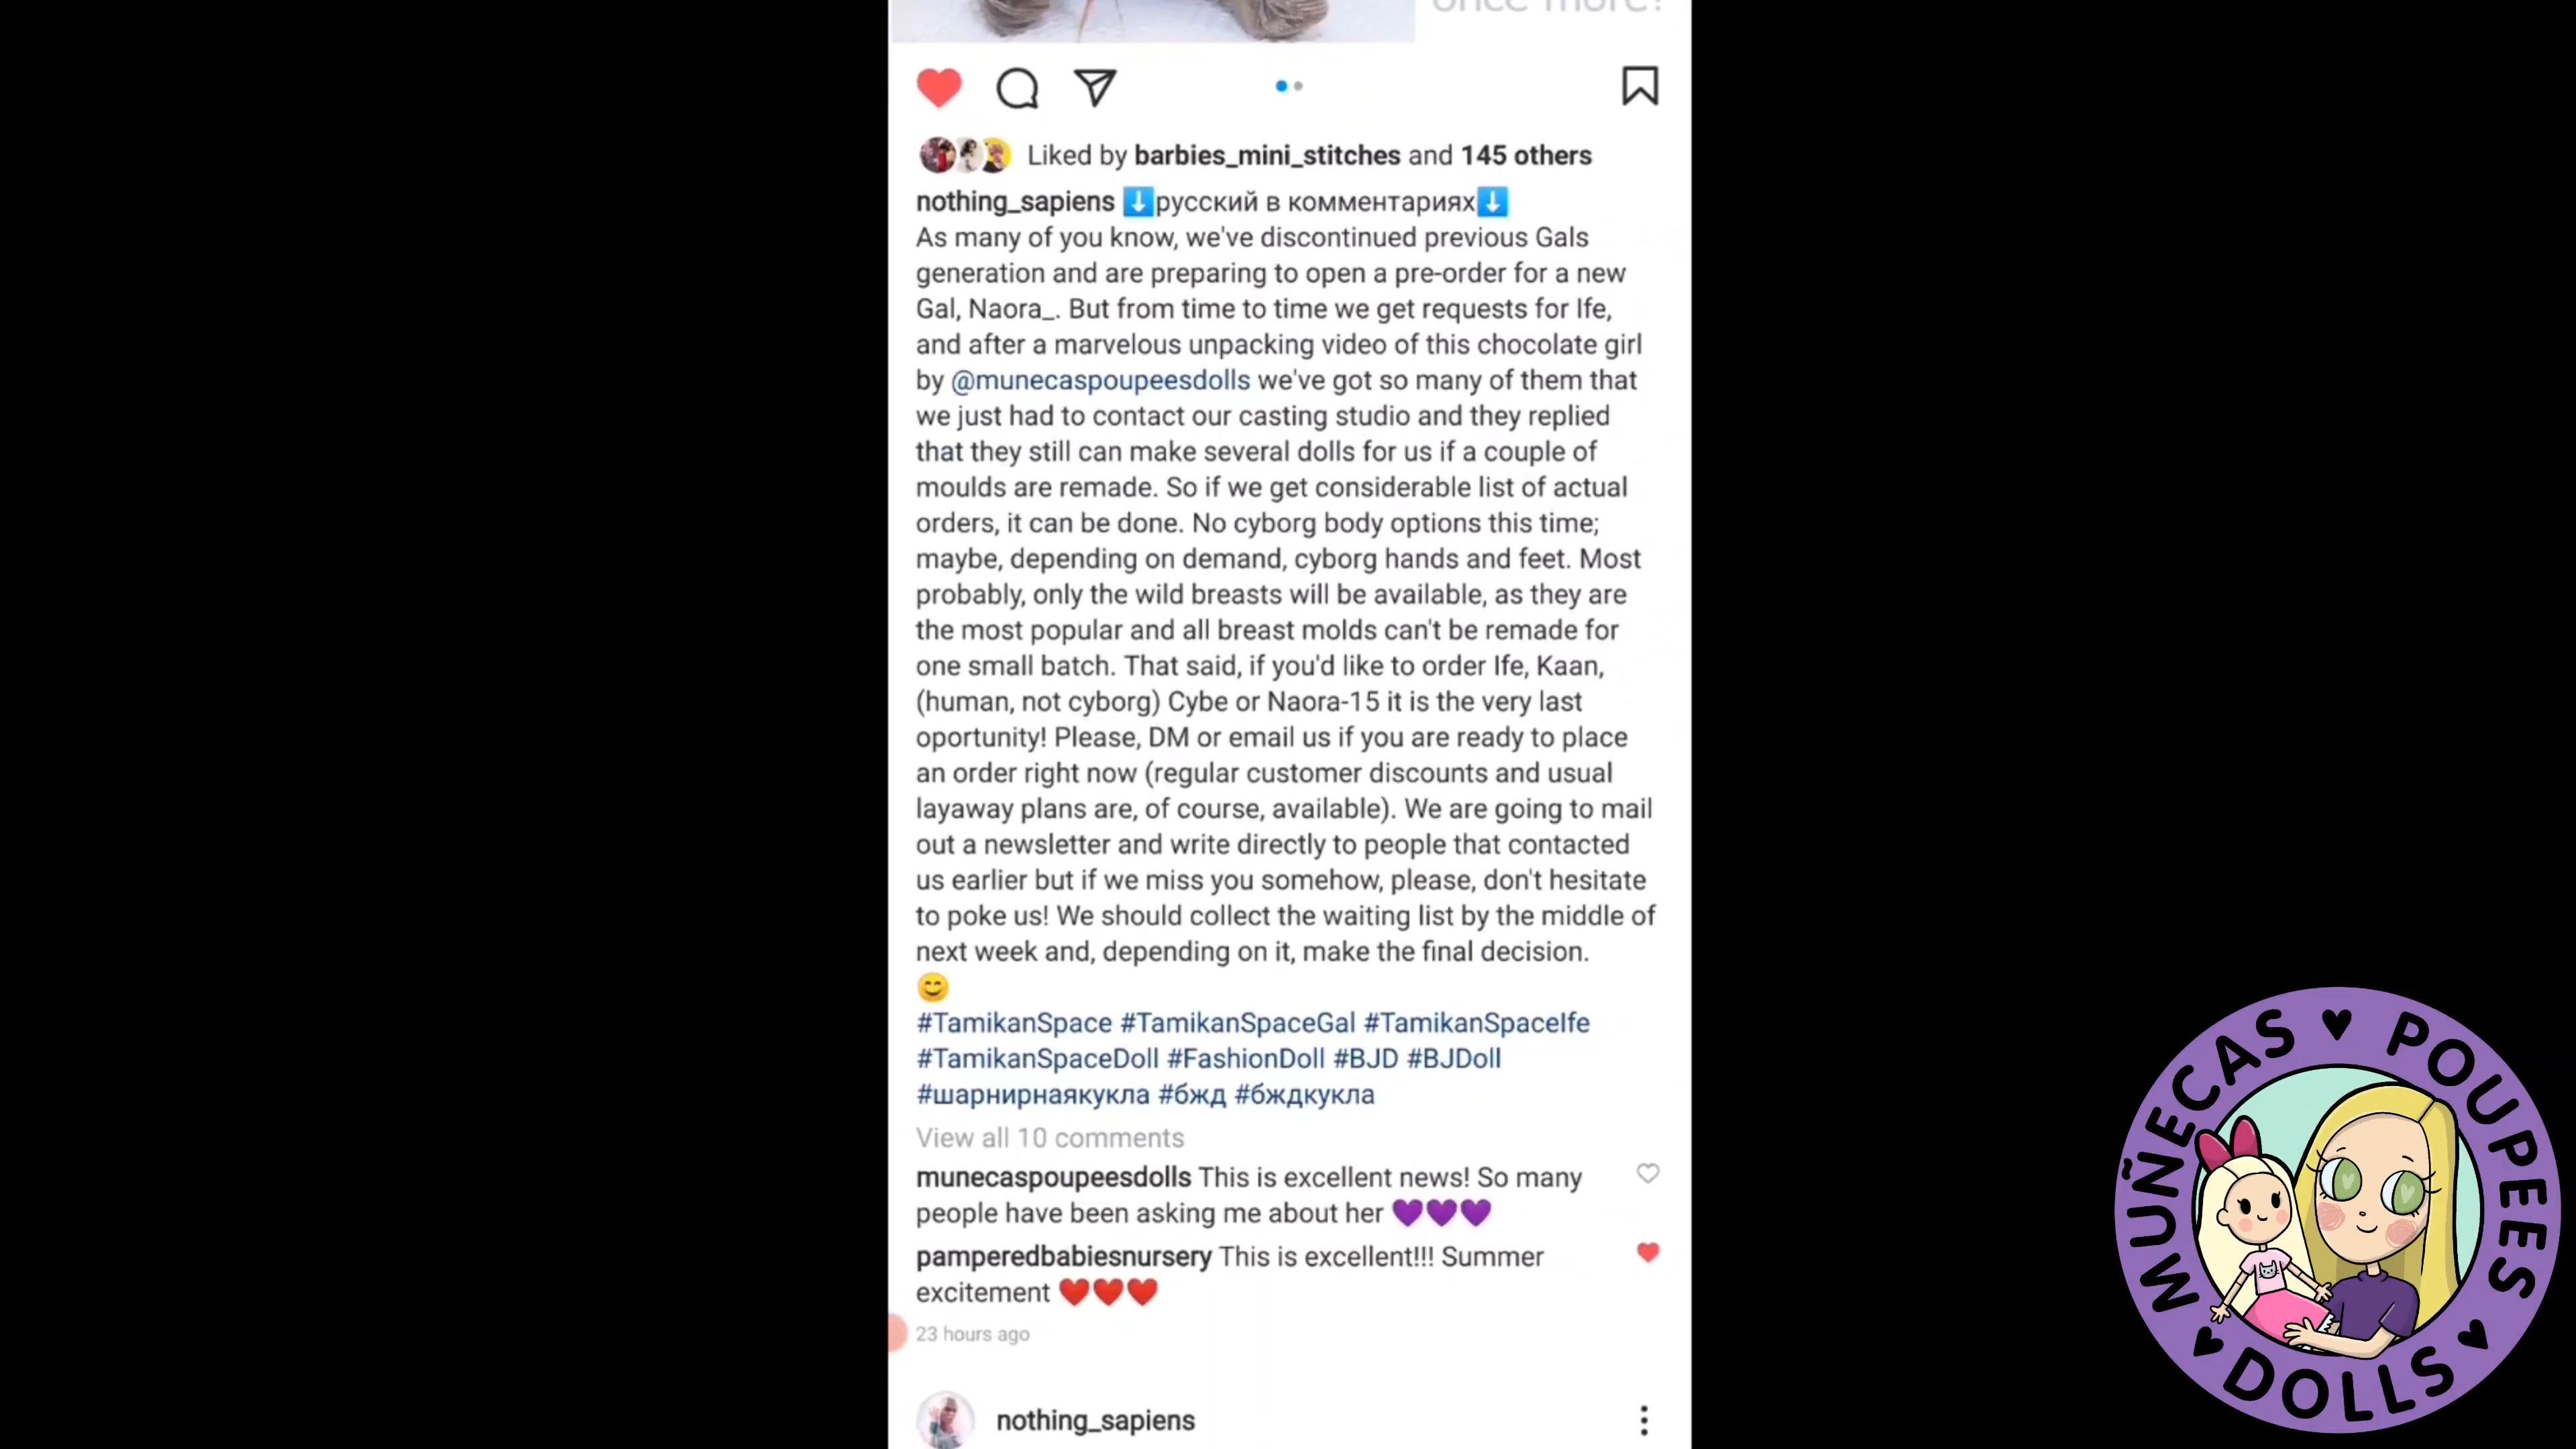 once more?
Liked by barbies_mini_stitches and 145 others
nothing_sapiens ⬇️русский в комментариях⬇️
As many of you know, we've discontinued previous Gals
generation and are preparing to open a pre-order for a new
Gal, Naora_. But from time to time we get requests for Ife,
and after a marvelous unpacking video of this chocolate girl
by @munecaspoupeesdolls we've got so many of them that
we just had to contact our casting studio and they replied
that they still can make several dolls for us if a couple of
moulds are remade. So if we get considerable list of actual
orders, it can be done. No cyborg body options this time;
maybe, depending on demand, cyborg hands and feet. Most
probably, only the wild breasts will be available, as they are
the most popular and all breast molds can't be remade for
one small batch. That said, if you'd like to order Ife, Kaan,
(human, not cyborg) Cybe or Naora-15 it is the very last
oportunity! Please, DM or email us if you are ready to place
an order right now (regular customer discounts and usual
layaway plans are, of course, available). We are going to mail
out a newsletter and write directly to people that contacted
us earlier but if we miss you somehow, please, don't hesitate
to poke us! We should collect the waiting list by the middle of
next week and, depending on it, make the final decision.
😊
#TamikanSpace #TamikanSpaceGal #TamikanSpaceIfe
#TamikanSpaceDoll #FashionDoll #BJD #BJDoll
#шарнирнаякукла #бжд #бждкукла
View all 10 comments
munecaspoupeesdolls This is excellent news! So many
people have been asking me about her 💜💜💜
pamperedbabiesnursery This is excellent!!! Summer
excitement ❤️❤️❤️
23 hours ago
nothing_sapiens
MUÑECAS ♥ POUPEES ♥ DOLLS ♥